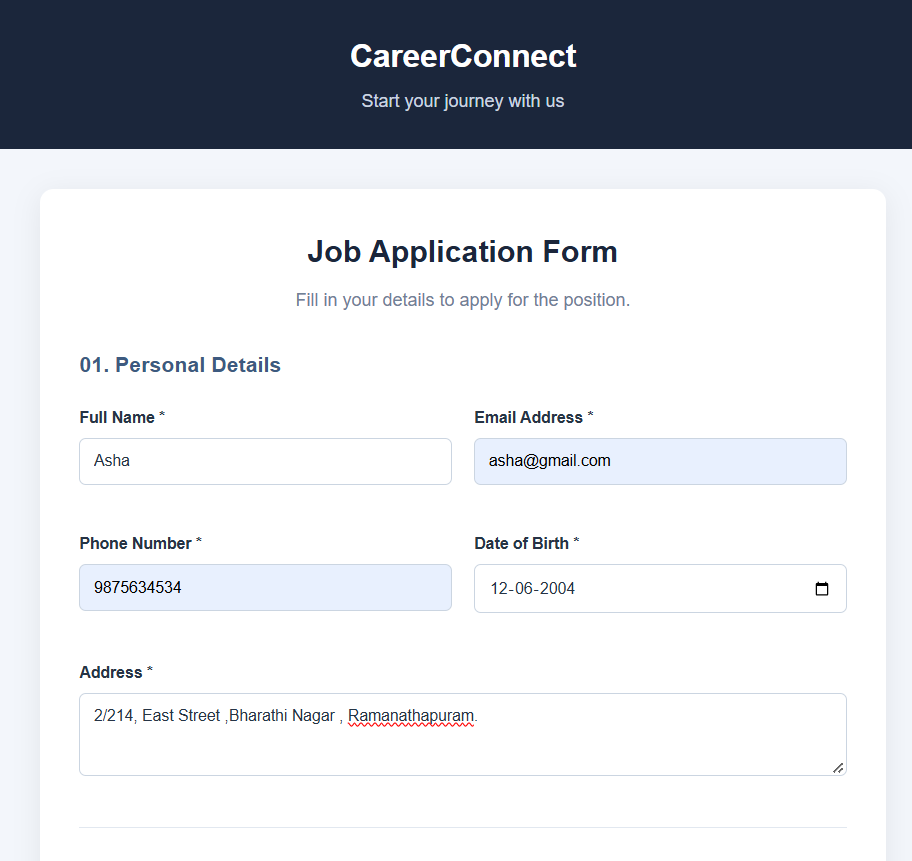 CareerConnect
Start your journey with us
Job Application Form
Fill in your details to apply for the position.
01. Personal Details
Full Name *
Asha
Email Address *
asha@gmail.com
Phone Number *
9875634534
Date of Birth *
12-06-2004
Address *
2/214, East Street ,Bharathi Nagar , Ramanathapuram.